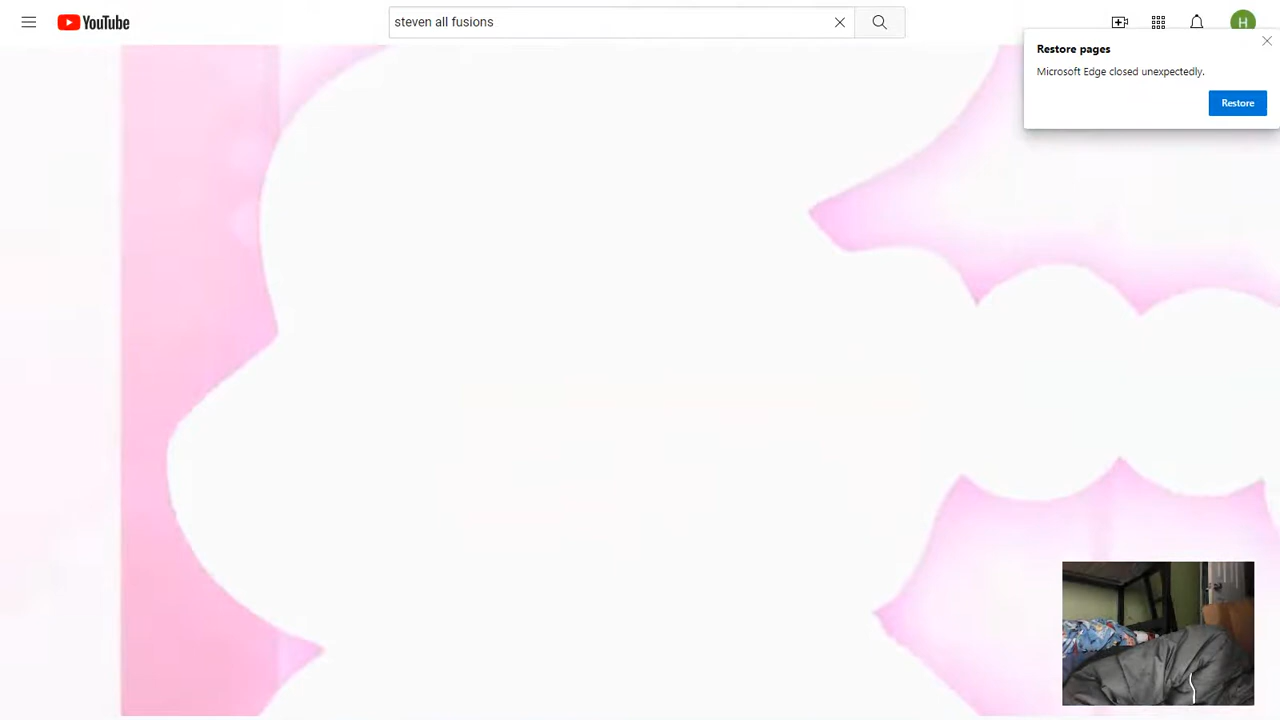 YouTube
steven all fusions
H
Restore pages
Microsoft Edge closed unexpectedly.
Restore